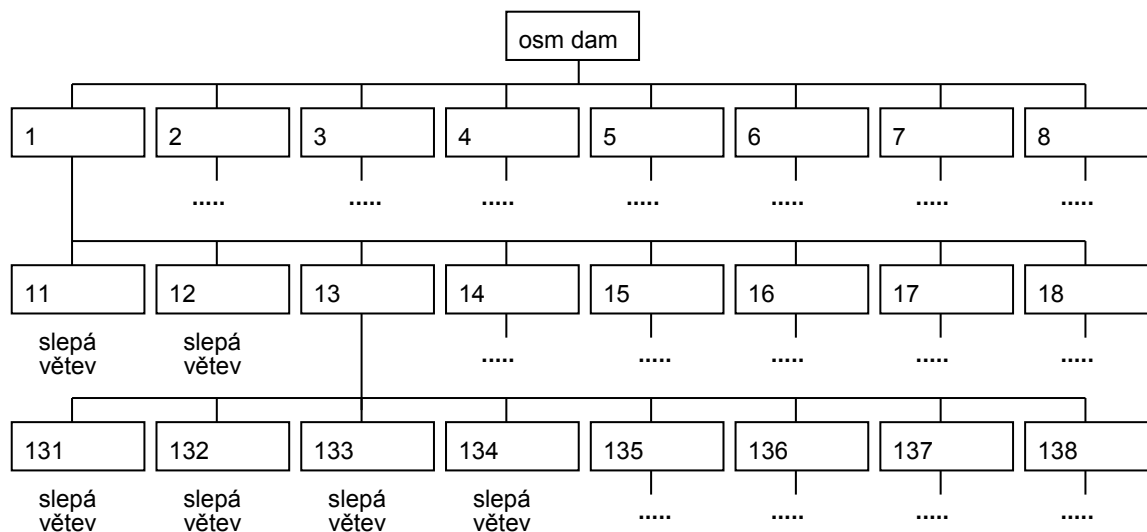 osm dam
1 2 3 4 5 6 7 8
..... ..... ..... ..... ..... ..... .....
11 12 13 14 15 16 17 18
slepá slepá
větev větev
..... ..... ..... ..... .....
131 132 133 134 135 136 137 138
slepá slepá slepá slepá
větev větev větev větev
..... ..... ..... .....